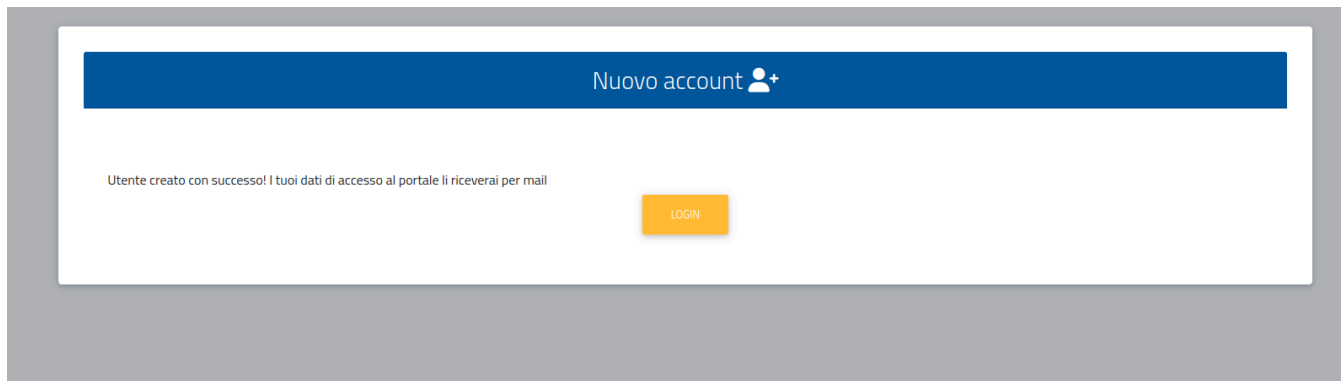 Nuovo account
Utente creato con successo! I tuoi dati di accesso al portale li riceverai per mail
LOGIN